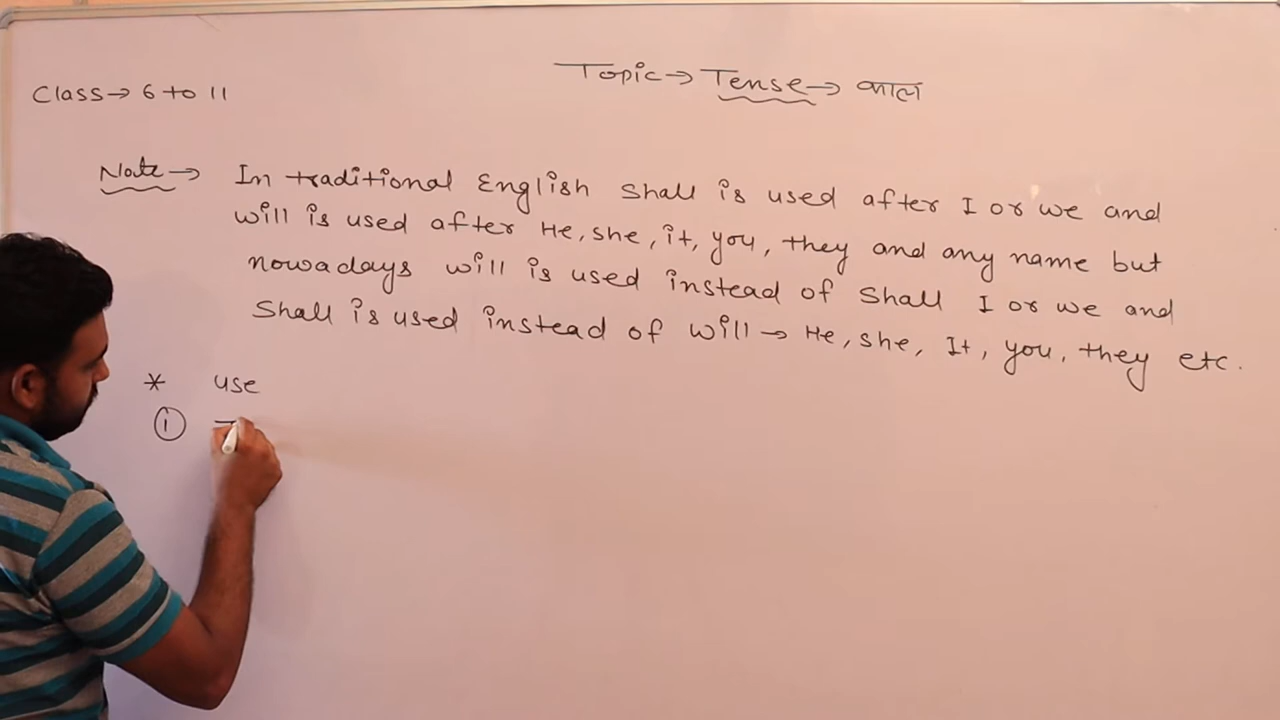 Class → 6 to 11
Topic → Tense → काल
Note → In traditional English shall is used after I or we and
will is used after He, she, it, you, they and any name but
nowadays will is used instead of shall I or we and
shall is used instead of will → He, she, It, you, they etc.
* use
① T